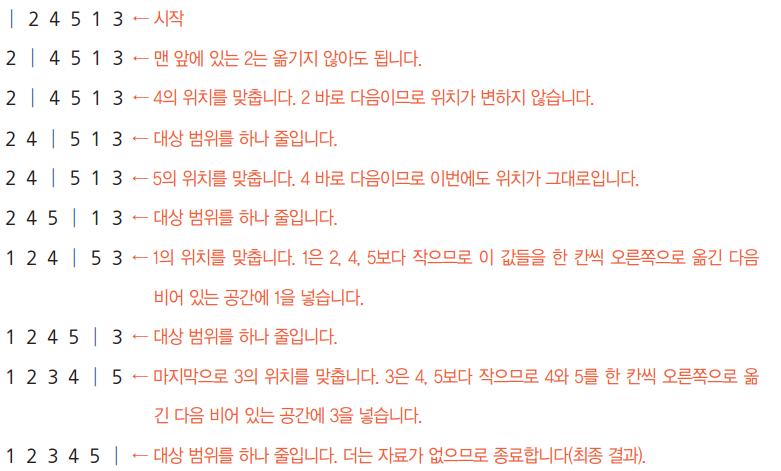 | 2 4 5 1 3 ← 시작
2 | 4 5 1 3 ← 맨 앞에 있는 2는 옮기지 않아도 됩니다.
2 | 4 5 1 3 ← 4의 위치를 맞춥니다. 2 바로 다음이므로 위치가 변하지 않습니다.
2 4 | 5 1 3 ← 대상 범위를 하나 줄입니다.
2 4 | 5 1 3 ← 5의 위치를 맞춥니다. 4 바로 다음이므로 이번에도 위치가 그대로입니다.
2 4 5 | 1 3 ← 대상 범위를 하나 줄입니다.
1 2 4 | 5 3 ← 1의 위치를 맞춥니다. 1은 2, 4, 5보다 작으므로 이 값들을 한 칸씩 오른쪽으로 옮긴 다음
비어 있는 공간에 1을 넣습니다.
1 2 4 5 | 3 ← 대상 범위를 하나 줄입니다.
1 2 3 4 | 5 ← 마지막으로 3의 위치를 맞춥니다. 3은 4, 5보다 작으므로 4와 5를 한 칸씩 오른쪽으로 옮
긴 다음 비어 있는 공간에 3을 넣습니다.
1 2 3 4 5 | ← 대상 범위를 하나 줄입니다. 더는 자료가 없으므로 종료합니다(최종 결과).